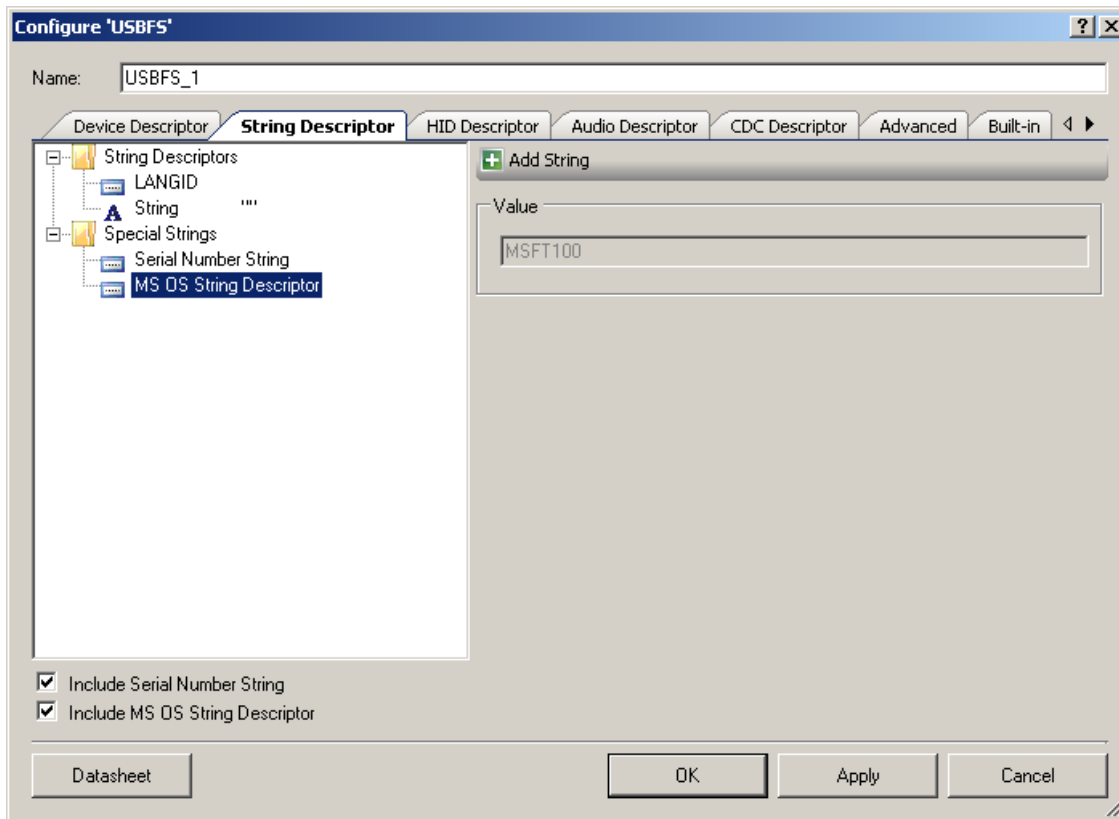 Configure 'USBFS'
Name: USBFS_1
Device Descriptor String Descriptor HID Descriptor Audio Descriptor CDC Descriptor Advanced Built-in
String Descriptors
LANGID
String ""
Special Strings
Serial Number String
MS OS String Descriptor
Add String
Value
MSFT100
Include Serial Number String
Include MS OS String Descriptor
Datasheet OK Apply Cancel